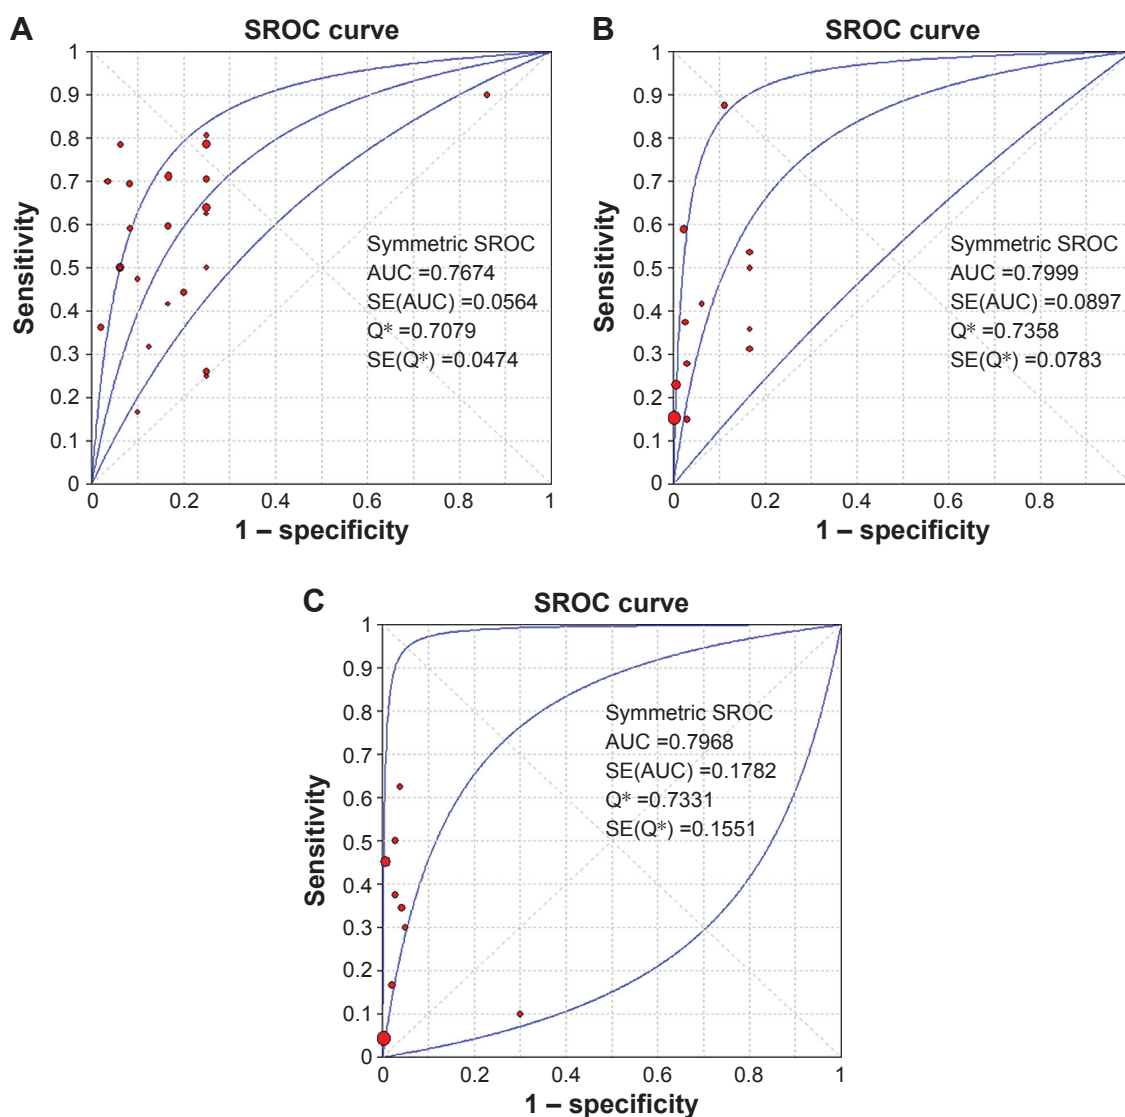 A
SROC curve
1
0.9
0.8
0.7
0.6
0.5
0.4
0.3
0.2
0.1
0
Sensitivity
Symmetric SROC
AUC =0.7674
SE(AUC) =0.0564
Q* =0.7079
SE(Q*) =0.0474
0 0.2 0.4 0.6 0.8 1
1 – specificity
B
SROC curve
1
0.9
0.8
0.7
0.6
0.5
0.4
0.3
0.2
0.1
0
Sensitivity
Symmetric SROC
AUC =0.7999
SE(AUC) =0.0897
Q* =0.7358
SE(Q*) =0.0783
0 0.2 0.4 0.6 0.8
1 – specificity
C
SROC curve
1
0.9
0.8
0.7
0.6
0.5
0.4
0.3
0.2
0.1
0
Sensitivity
Symmetric SROC
AUC =0.7968
SE(AUC) =0.1782
Q* =0.7331
SE(Q*) =0.1551
0 0.2 0.4 0.6 0.8 1
1 – specificity